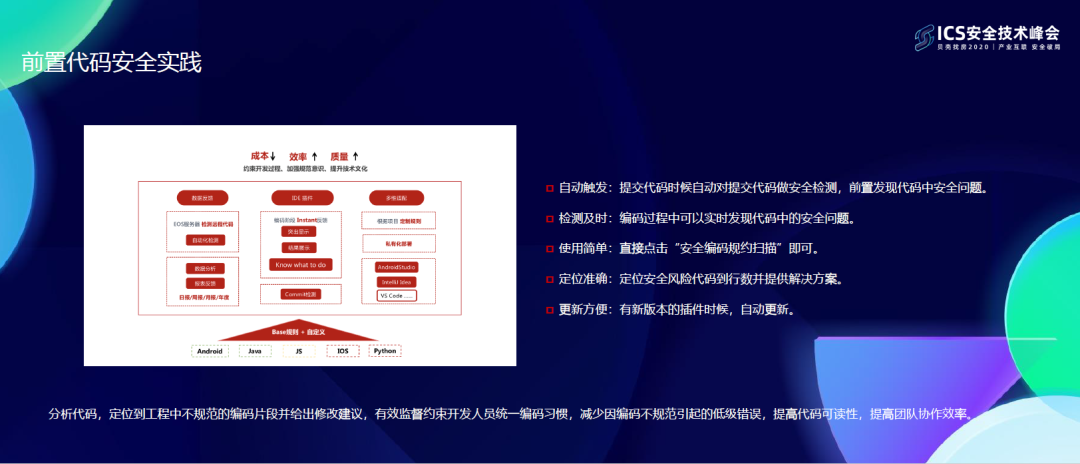 前置代码安全实践
ICS安全技术峰会
贝壳找房2020｜产业互联 安全破局
成本↓ 效率↑ 质量↑
约束开发过程、加强规范意识、提升技术文化
数据反馈
EOS服务器 检测远程代码
自动化检测
数据分析
报表反馈
日报/周报/月报/年度
IDE 插件
编码阶段 Instant反馈
突出显示
结果展示
Know what to do
Commit检测
多维适配
根据项目 定制规则
私有化部署
AndroidStudio
IntelliJ Idea
VS Code ......
Base规则 + 自定义
Android Java JS IOS Python
自动触发：提交代码时候自动对提交代码做安全检测，前置发现代码中安全问题。
检测及时：编码过程中可以实时发现代码中的安全问题。
使用简单：直接点击“安全编码规约扫描”即可。
定位准确：定位安全风险代码到行数并提供解决方案。
更新方便：有新版本的插件时候，自动更新。
分析代码，定位到工程中不规范的编码片段并给出修改建议，有效监督约束开发人员统一编码习惯，减少因编码不规范引起的低级错误，提高代码可读性，提高团队协作效率。